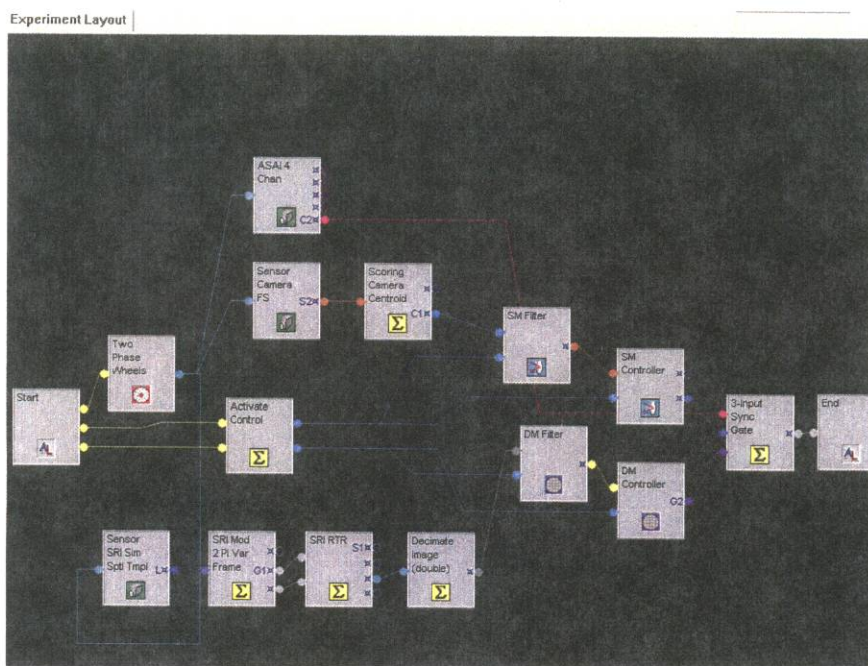 Experiment Layout
ASAI 4
Chan
C2
Sensor
Camera
FS
S2
Scoring
Camera
Centroid
C1
SM Filter
Two
Phase
Wheels
SM
Controller
Start
Activate
Control
3-Input
Sync
Gate
End
DM Filter
DM
Controller
G2
Sensor
SRI Sim
Sptl Tmpl
L
SRI Mod
2 Pi Var
Frame
G1
SRI RTR
S1
Decimate
Image
(double)